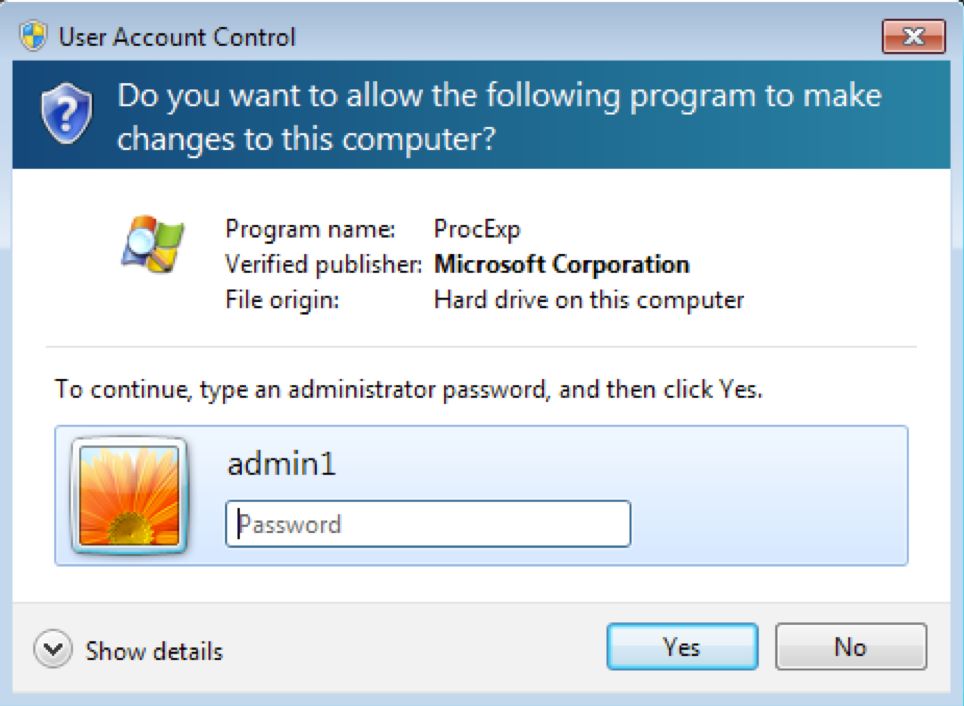 User Account Control
Do you want to allow the following program to make
changes to this computer?
Program name: ProcExp
Verified publisher: Microsoft Corporation
File origin: Hard drive on this computer
To continue, type an administrator password, and then click Yes.
admin1
Password
Show details
Yes
No